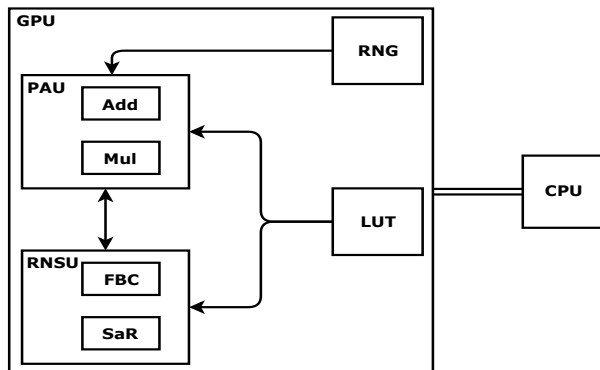 GPU
RNG
PAU
Add
Mul
LUT
CPU
RNSU
FBC
SaR